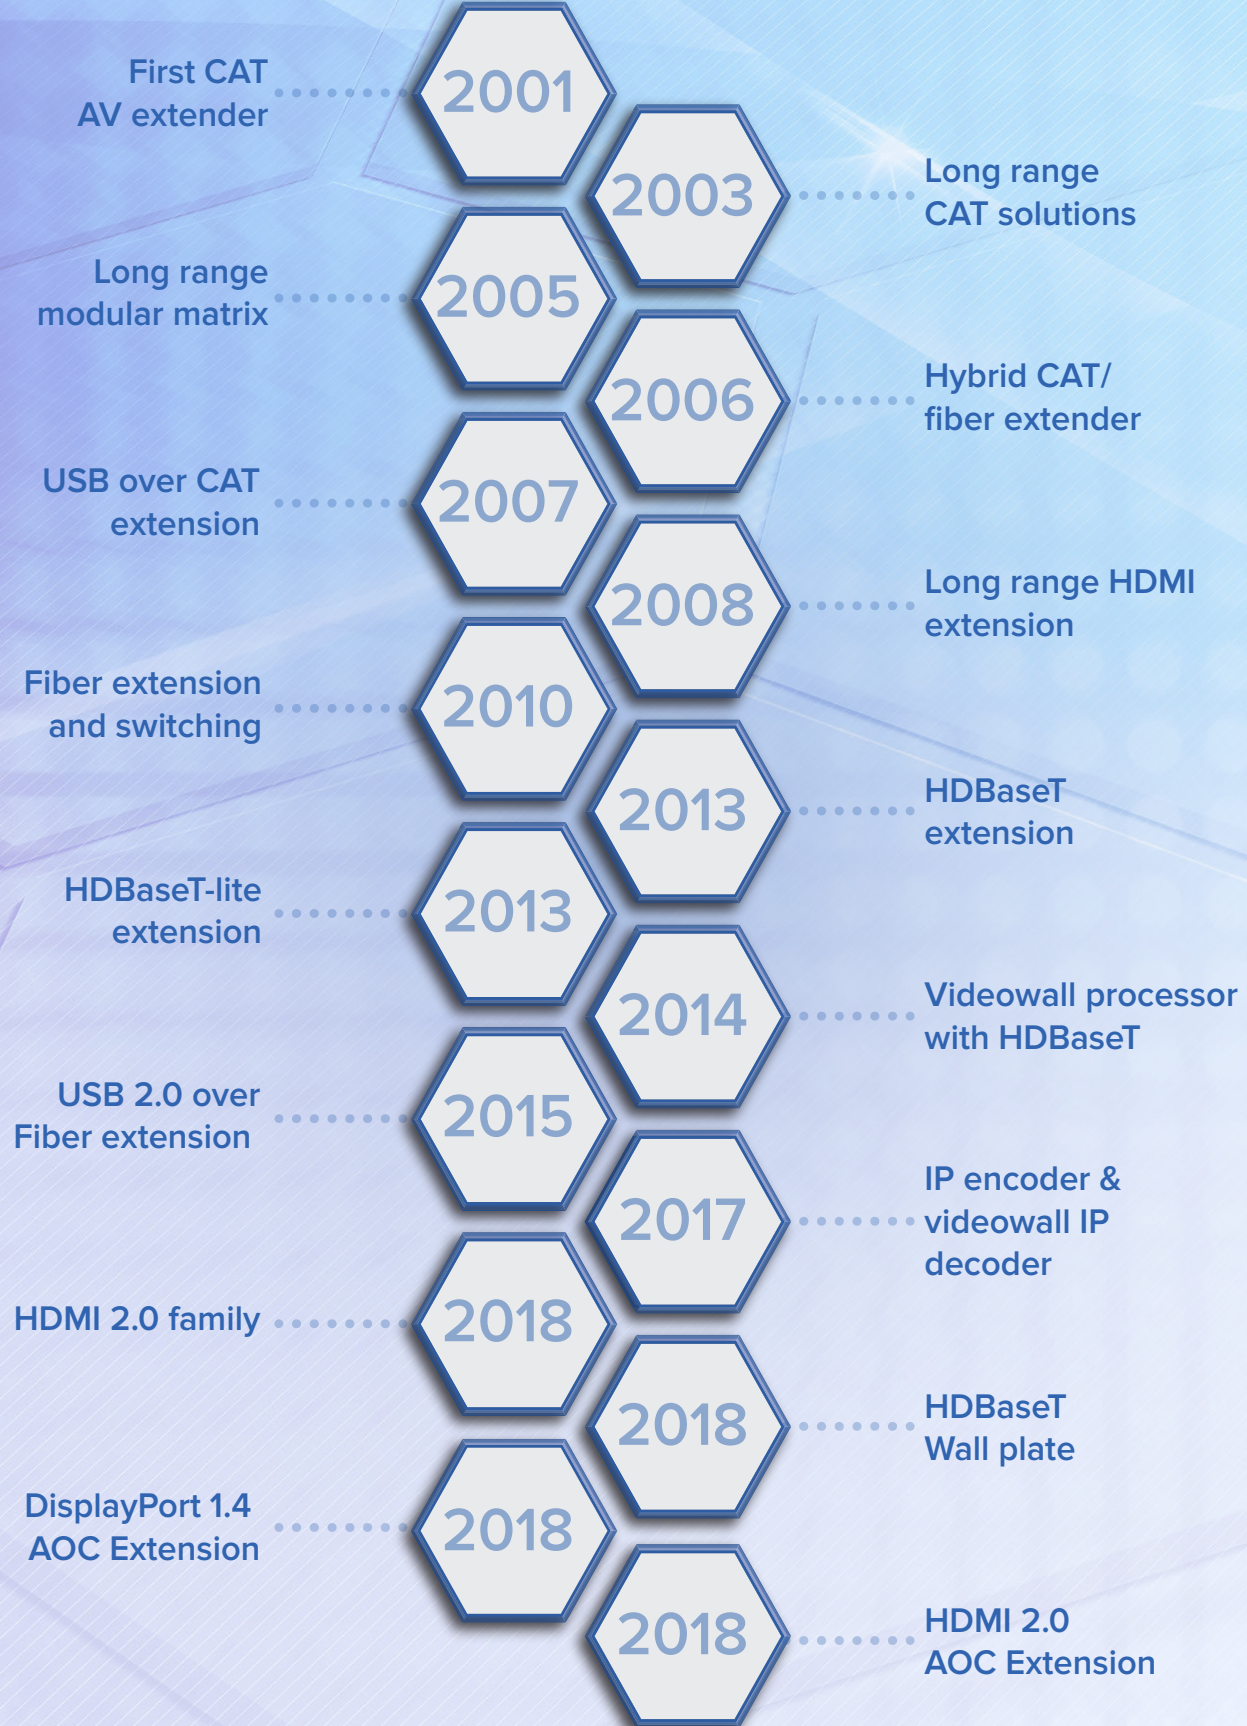 First CAT
AV extender
2001
2003
Long range
CAT solutions
Long range
modular matrix
2005
2006
Hybrid CAT/
fiber extender
USB over CAT
extension
2007
2008
Long range HDMI
extension
Fiber extension
and switching
2010
2013
HDBaseT
extension
HDBaseT-lite
extension
2013
2014
Videowall processor
with HDBaseT
USB 2.0 over
Fiber extension
2015
2017
IP encoder &
videowall IP
decoder
HDMI 2.0 family
2018
2018
HDBaseT
Wall plate
DisplayPort 1.4
AOC Extension
2018
2018
HDMI 2.0
AOC Extension